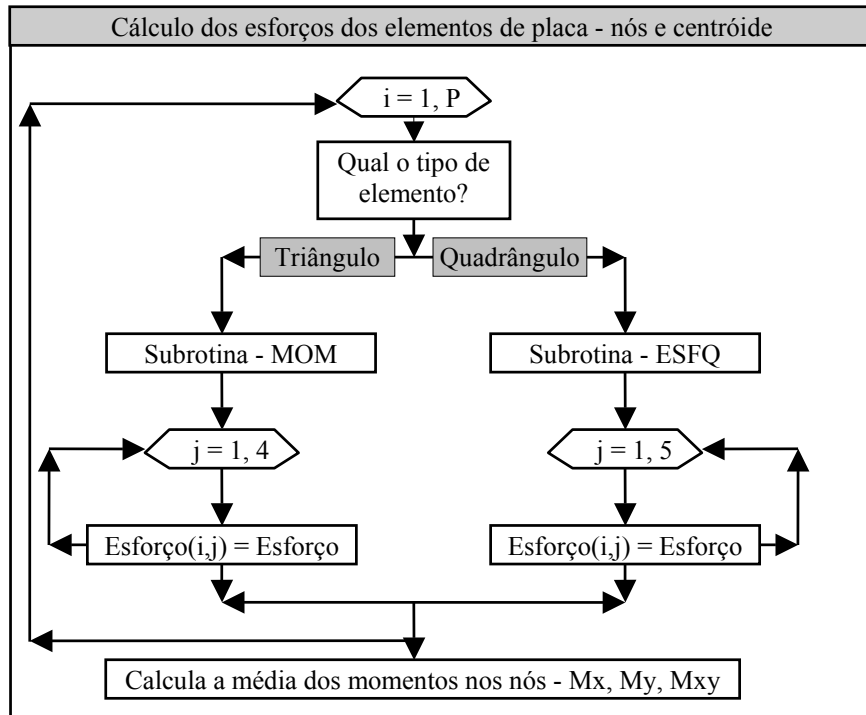 Cálculo dos esforços dos elementos de placa - nós e centróide
i = 1, P
Qual o tipo de
elemento?
Triângulo
Quadrângulo
Subrotina - MOM
Subrotina - ESFQ
j = 1, 4
j = 1, 5
Esforço(i,j) = Esforço
Esforço(i,j) = Esforço
Calcula a média dos momentos nos nós - Mx, My, Mxy